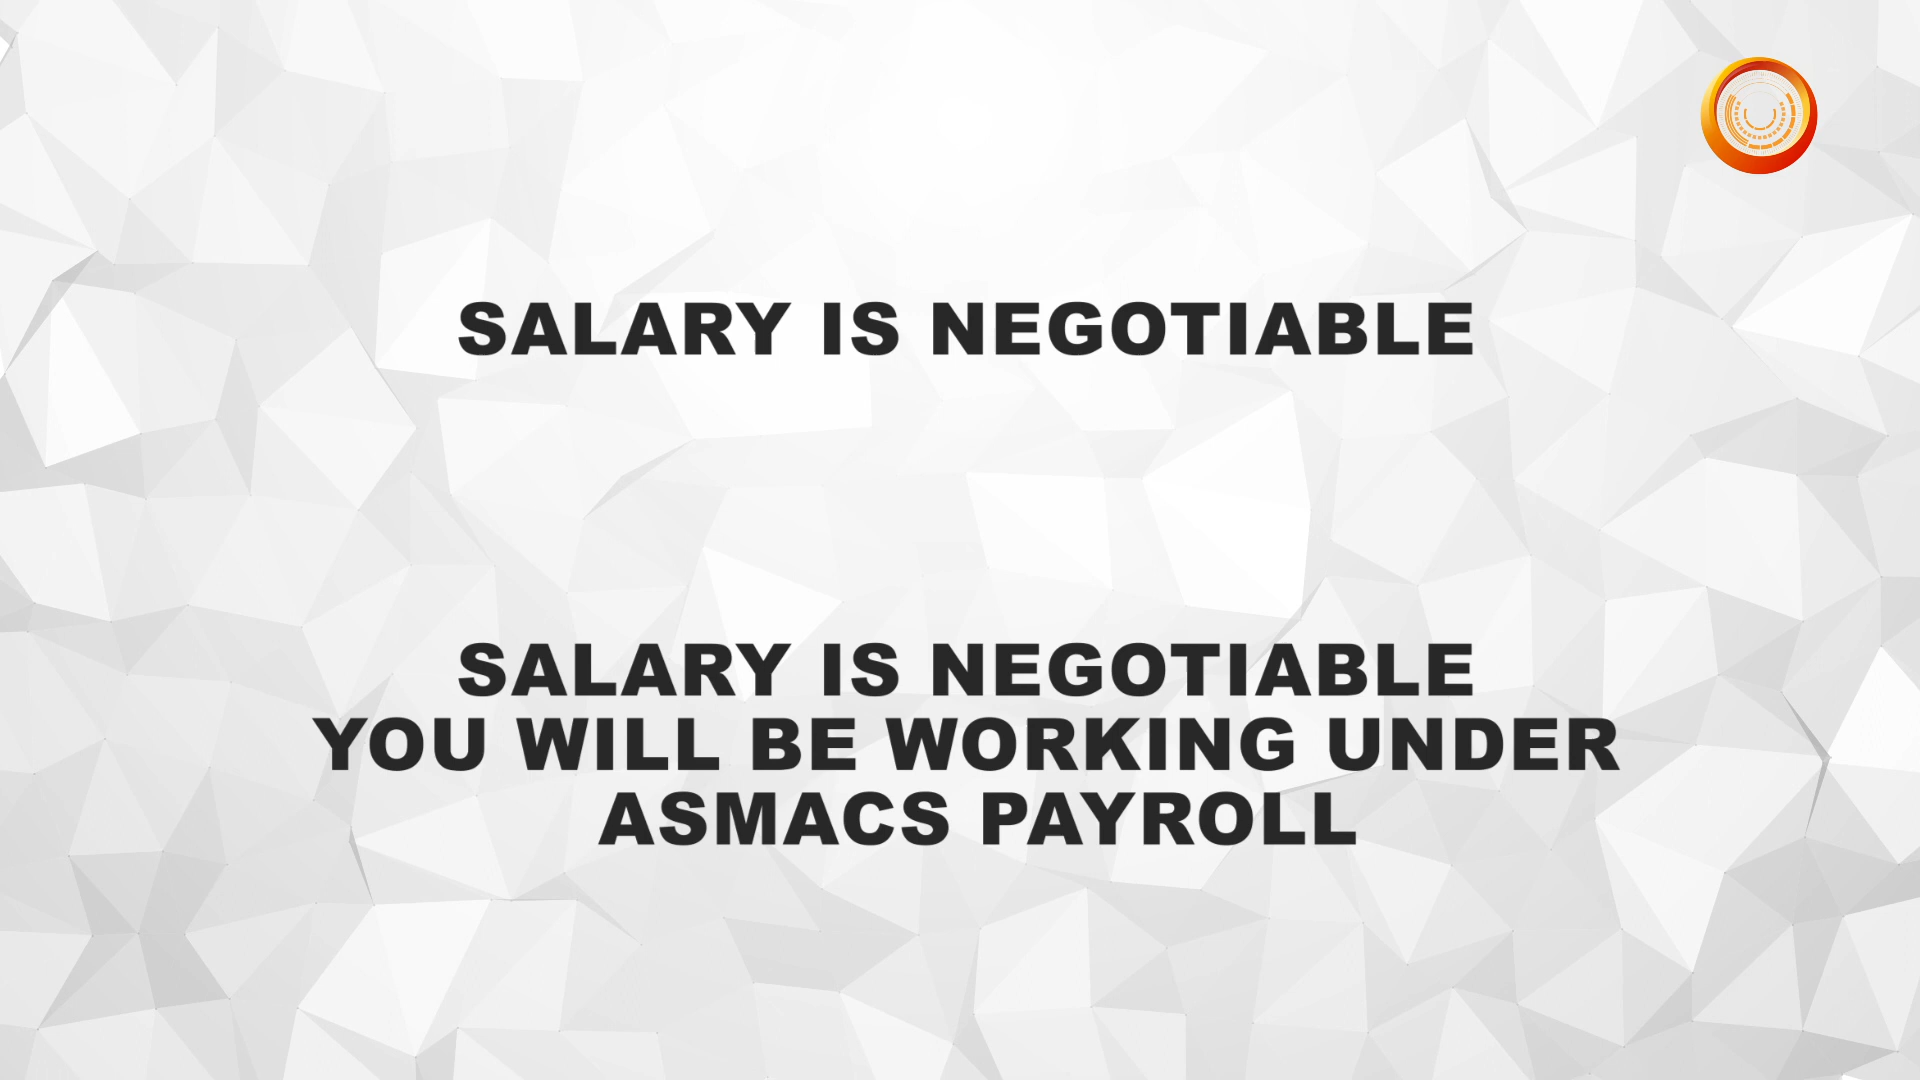 SALARY IS NEGOTIABLE
SALARY IS NEGOTIABLE
YOU WILL BE WORKING UNDER
ASMACS PAYROLL